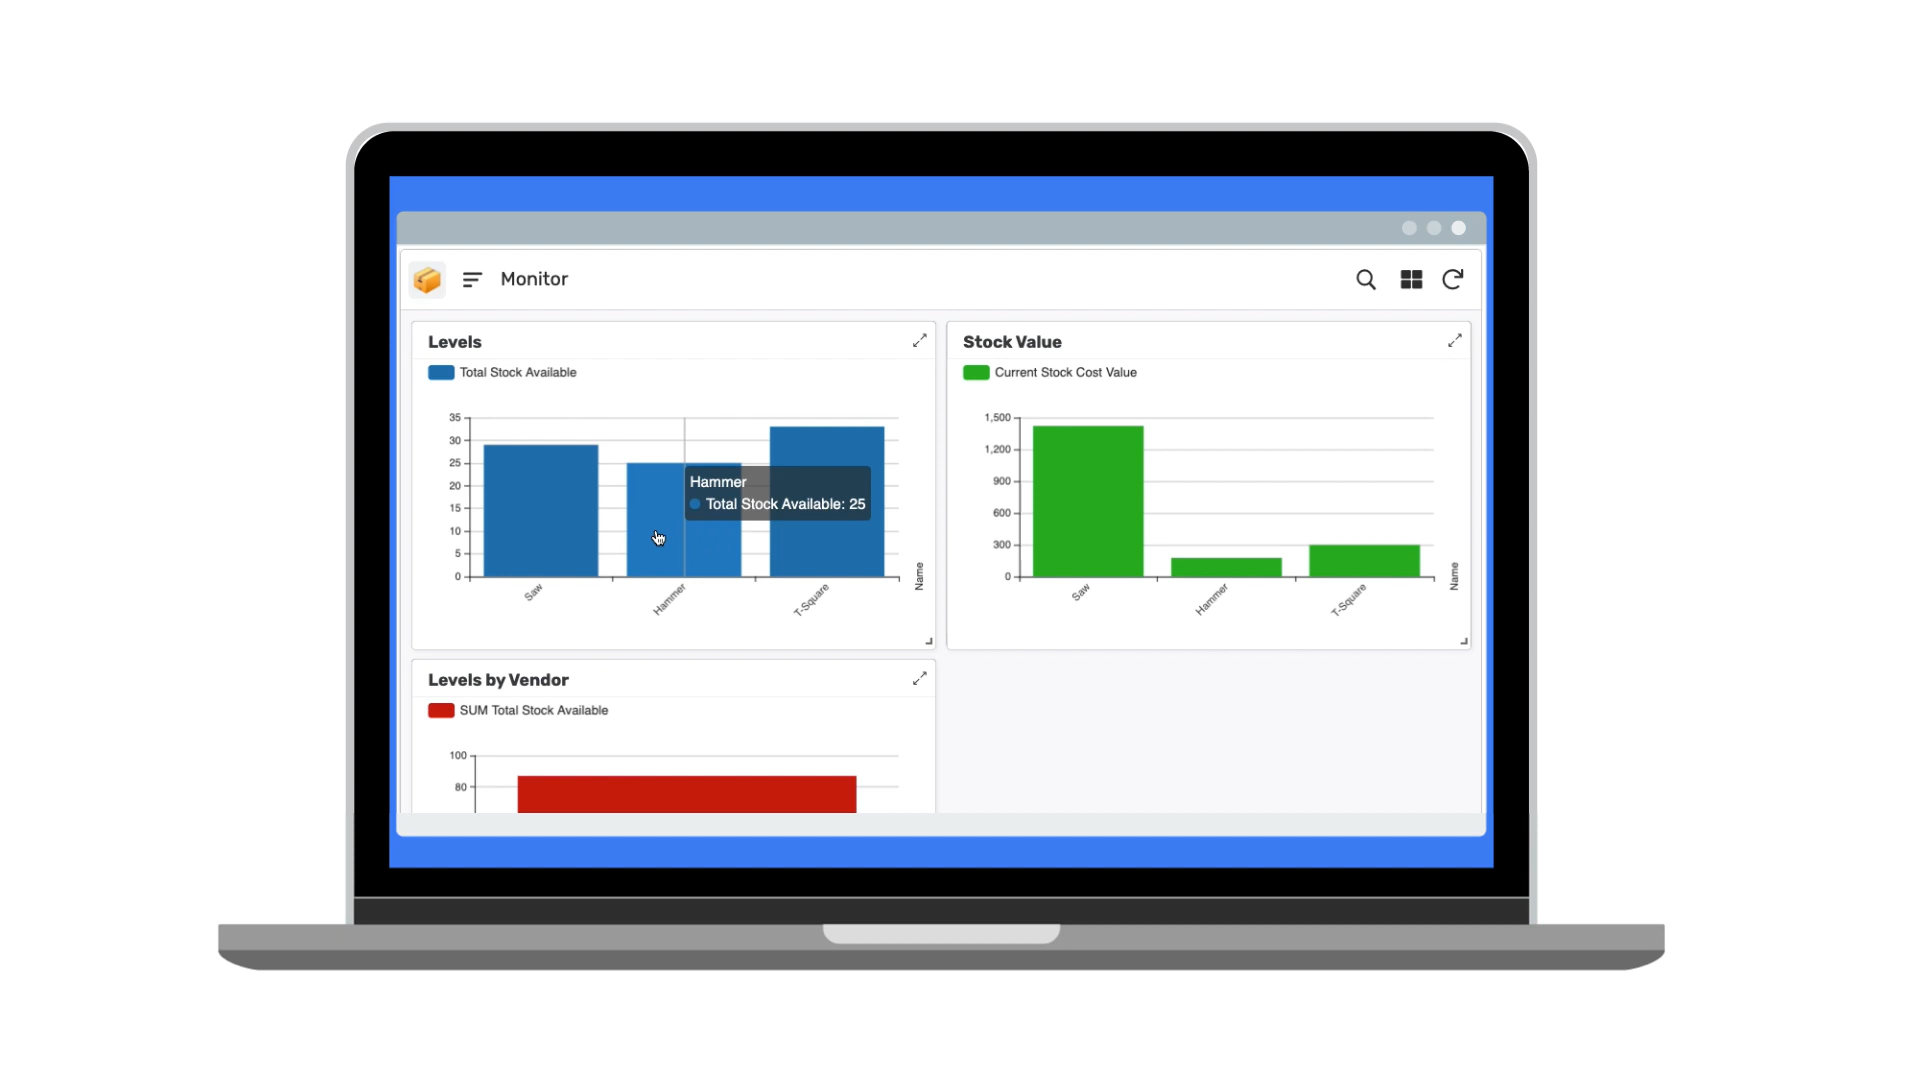 Monitor
Levels
Total Stock Available
35
30
25
20
15
10
5
0
Hammer
Total Stock Available: 25
Saw
Hammer
T-Square
Name
Stock Value
Current Stock Cost Value
1,500
1,200
900
600
300
0
Saw
Hammer
T-Square
Name
Levels by Vendor
SUM Total Stock Available
100
80